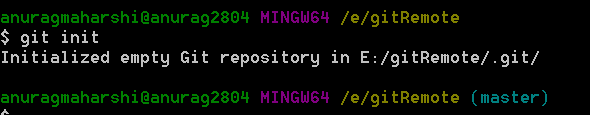 anuragmaharshi@anurag2804 MINGW64 /e/gitRemote
$ git init
Initialized empty Git repository in E:/gitRemote/.git/
anuragmaharshi@anurag2804 MINGW64 /e/gitRemote (master)
$